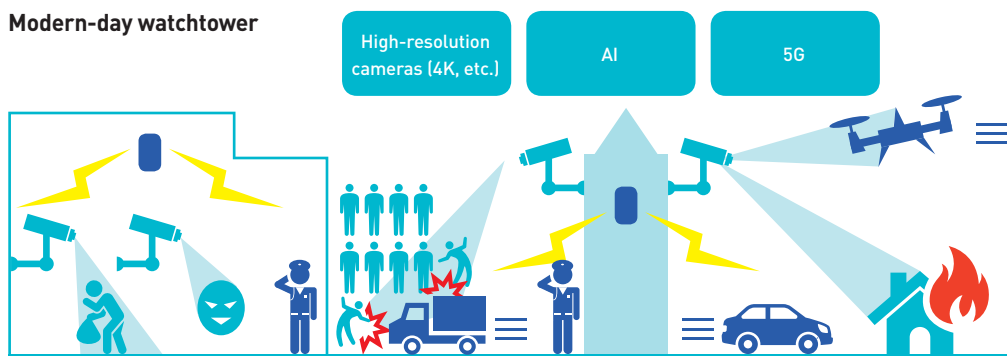 Modern-day watchtower
High-resolution
cameras (4K, etc.)
AI
5G